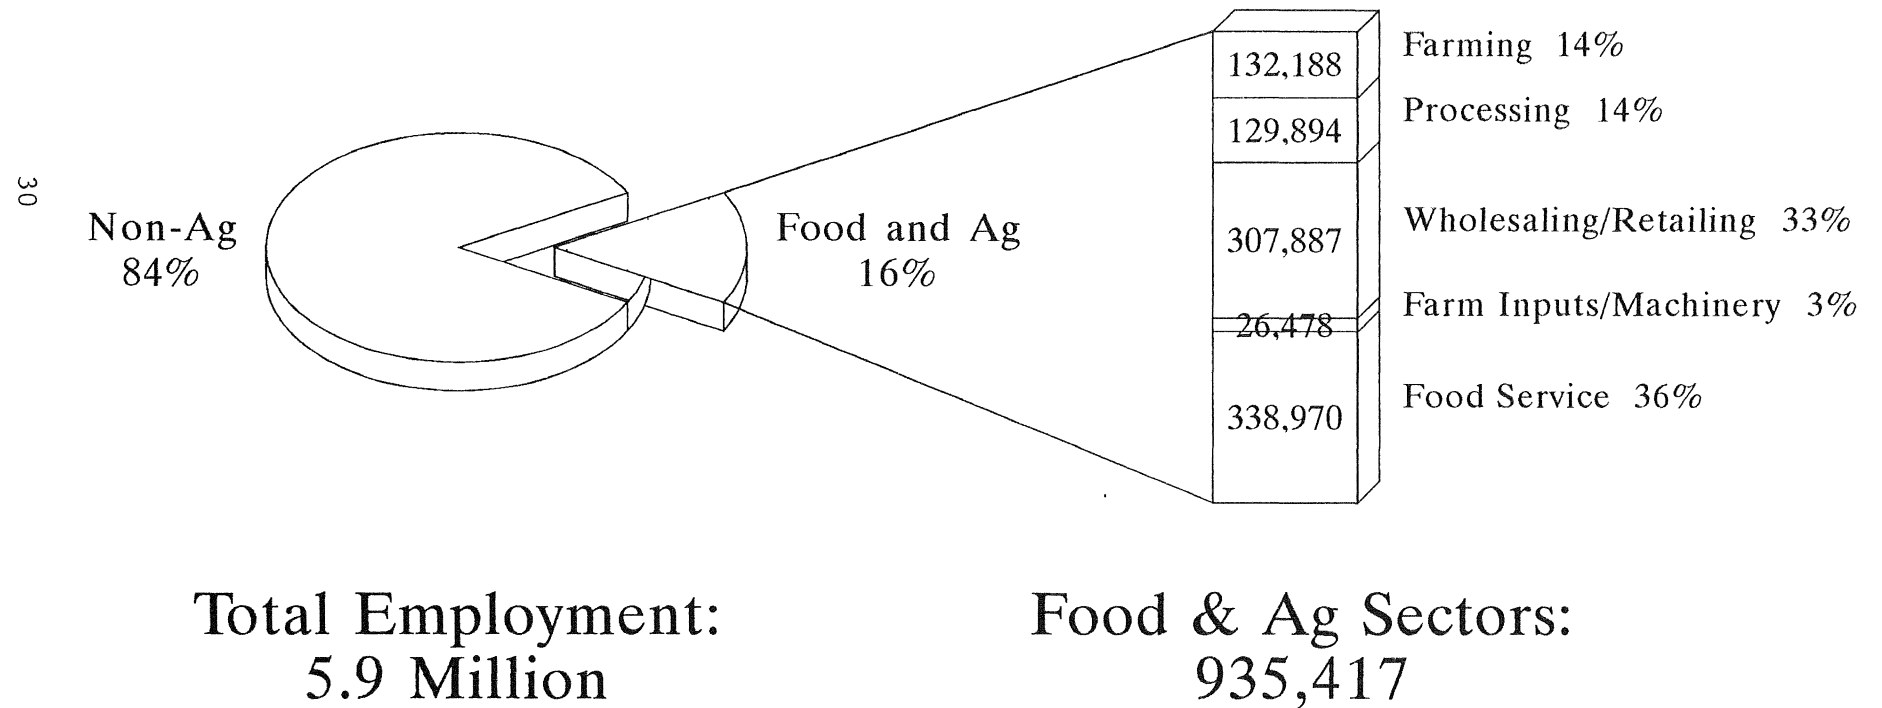 30
Non-Ag
84%
Food and Ag
16%
132,188
Farming 14%
129,894
Processing 14%
307,887
Wholesaling/Retailing 33%
26,478
Farm Inputs/Machinery 3%
338,970
Food Service 36%
Total Employment:
5.9 Million
Food & Ag Sectors:
935,417